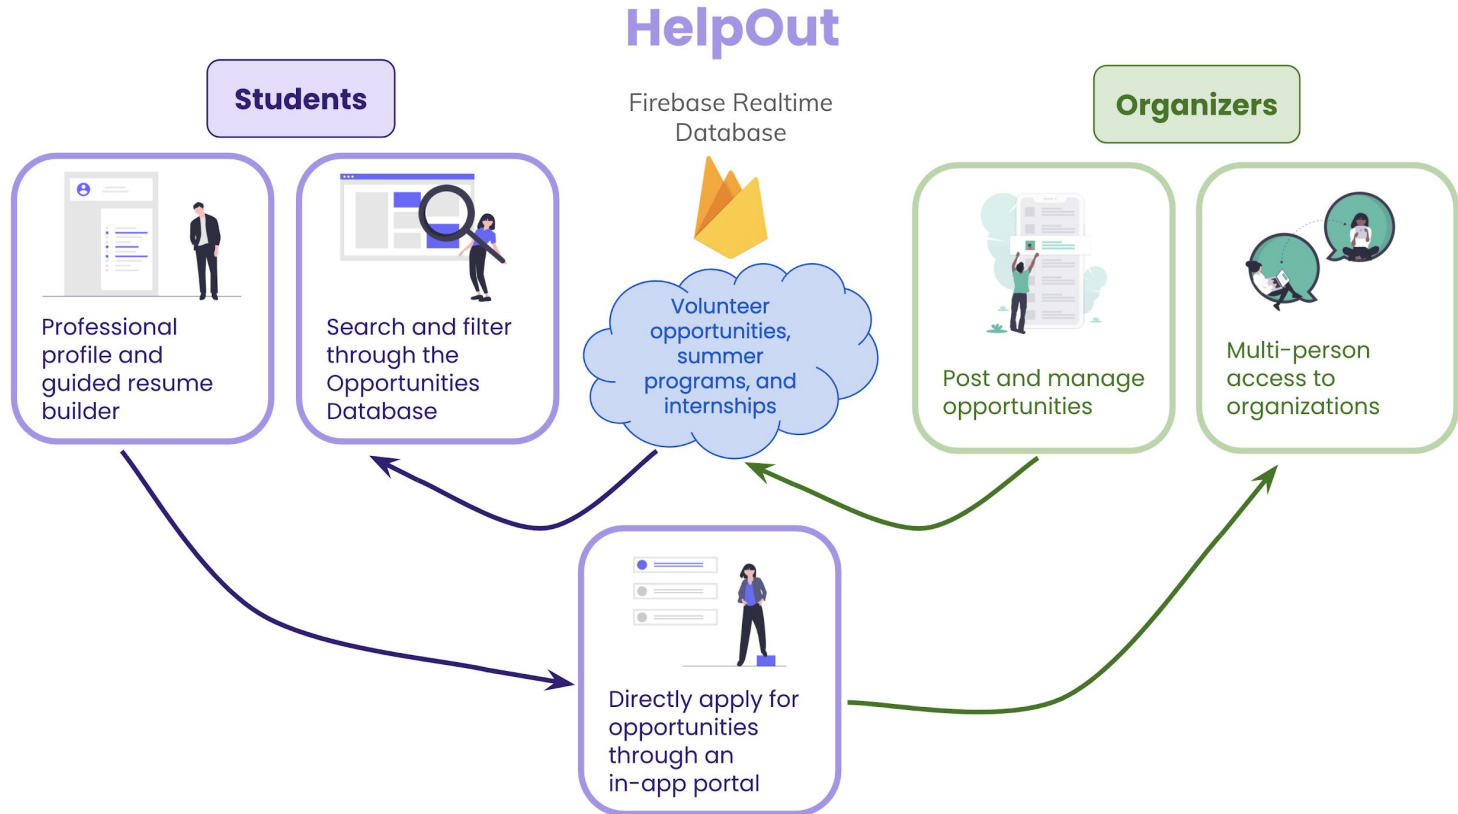 HelpOut
Students
Firebase Realtime
Database
Organizers
Professional
profile and
guided resume
builder
Search and filter
through the
Opportunities
Database
Volunteer
opportunities,
summer
programs, and
internships
Post and manage
opportunities
Multi-person
access to
organizations
Directly apply for
opportunities
through an
in-app portal